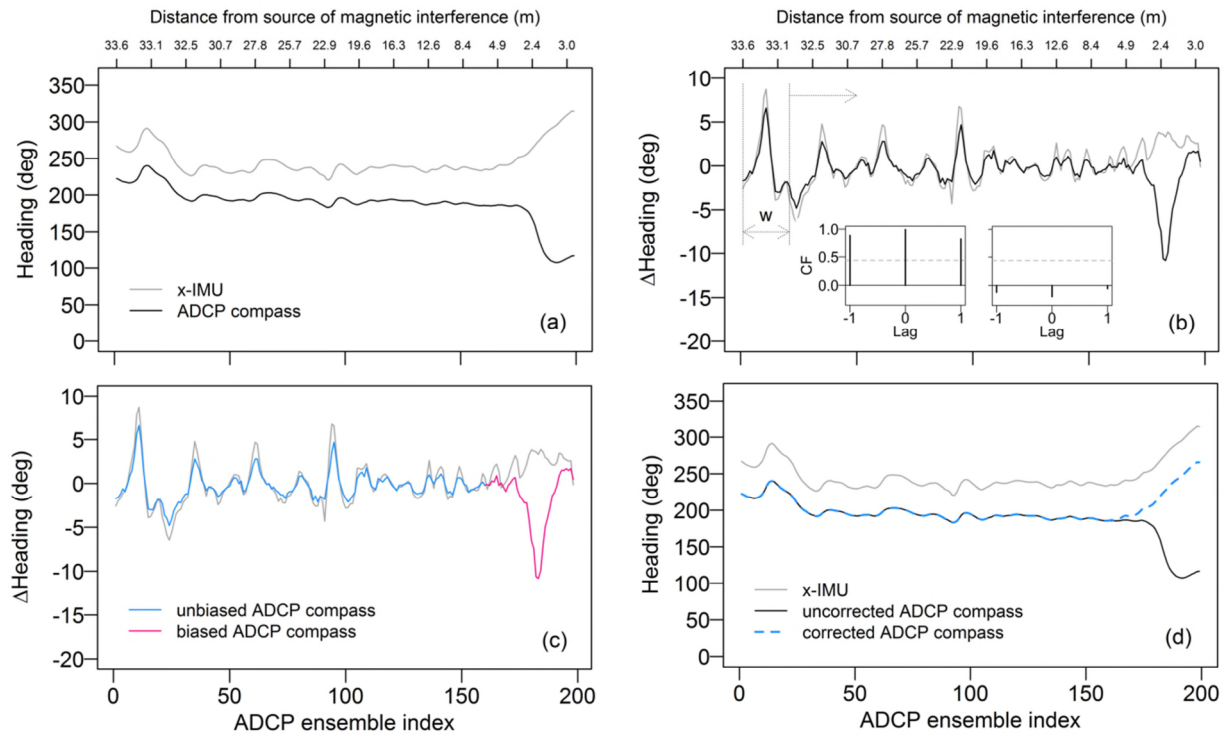 Distance from source of magnetic interference (m)
33.6 33.1 32.5 30.7 27.8 25.7 22.9 19.6 16.3 12.6 8.4 4.9 2.4 3.0
350
300
250
200
150
100
50
0
Heading (deg)
x-IMU
ADCP compass
(a)
Distance from source of magnetic interference (m)
33.6 33.1 32.5 30.7 27.8 25.7 22.9 19.6 16.3 12.6 8.4 4.9 2.4 3.0
10
5
0
-5
-10
-15
-20
ΔHeading (deg)
w
CF
1.0
0.5
0.0
-1 0 1
Lag
-1 0 1
Lag
(b)
10
5
0
-5
-10
-15
-20
ΔHeading (deg)
unbiased ADCP compass
biased ADCP compass
(c)
0 50 100 150 200
ADCP ensemble index
350
300
250
200
150
100
50
0
Heading (deg)
x-IMU
uncorrected ADCP compass
corrected ADCP compass
(d)
0 50 100 150 200
ADCP ensemble index